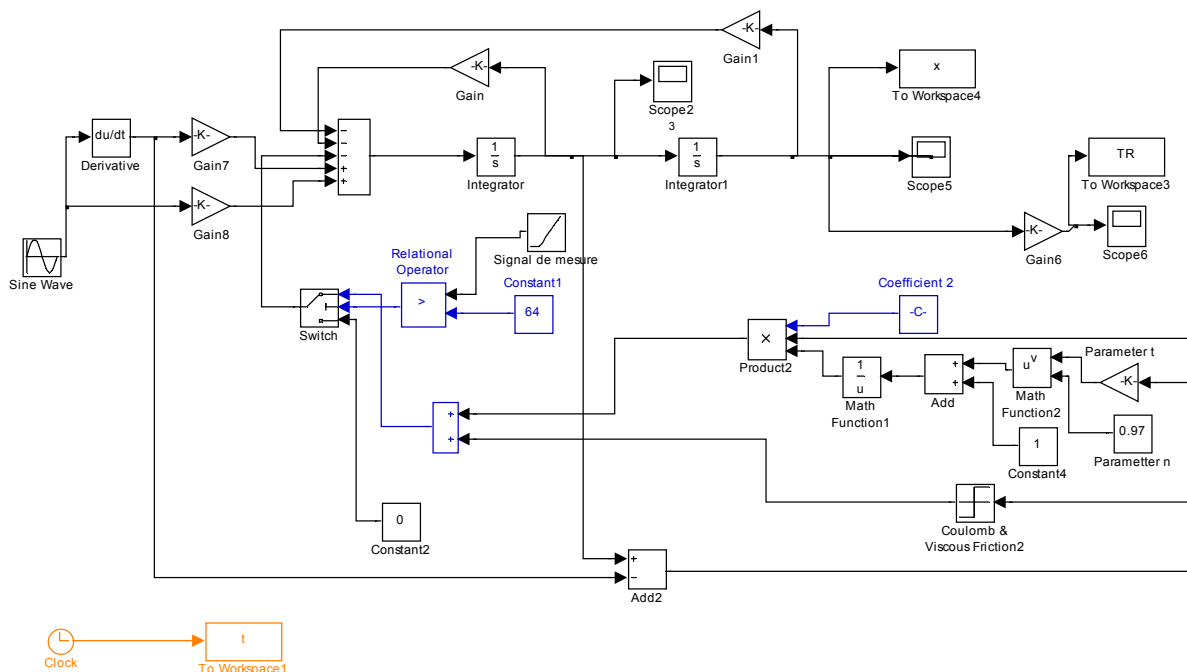 -K-
Gain1
-K-
Gain
Scope2
3
x
To Workspace4
du/dt
Derivative
-K-
Gain7
−
−
−
+
+
1
s
Integrator
1
s
Integrator1
Scope5
TR
To Workspace3
-K-
Gain8
Sine Wave
Signal de mesure
-K-
Gain6
Scope6
Relational
Operator
>
Constant1
64
Switch
Coefficient 2
-C-
×
Product2
1
u
Math
Function1
+
+
Add
u^v
Math
Function2
Parameter t
-K-
0.97
Parametter n
1
Constant4
+
+
0
Constant2
Coulomb &
Viscous Friction2
+
−
Add2
Clock
t
To Workspace1